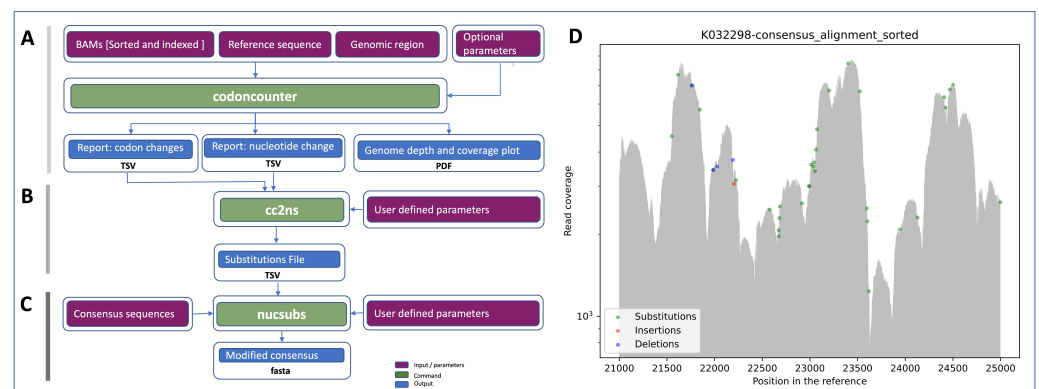 A
BAMs [Sorted and indexed ]
Reference sequence
Genomic region
Optional
parameters
codoncounter
Report: codon changes
TSV
Report: nucleotide change
TSV
Genome depth and coverage plot
PDF
B
cc2ns
User defined parameters
Substitutions File
TSV
C
Consensus sequences
nucsubs
User defined parameters
Modified consensus
fasta
Input / parameters
Command
Output
D
K032298-consensus_alignment_sorted
Read coverage
10³
Substitutions
Insertions
Deletions
21000 21500 22000 22500 23000 23500 24000 24500 25000
Position in the reference